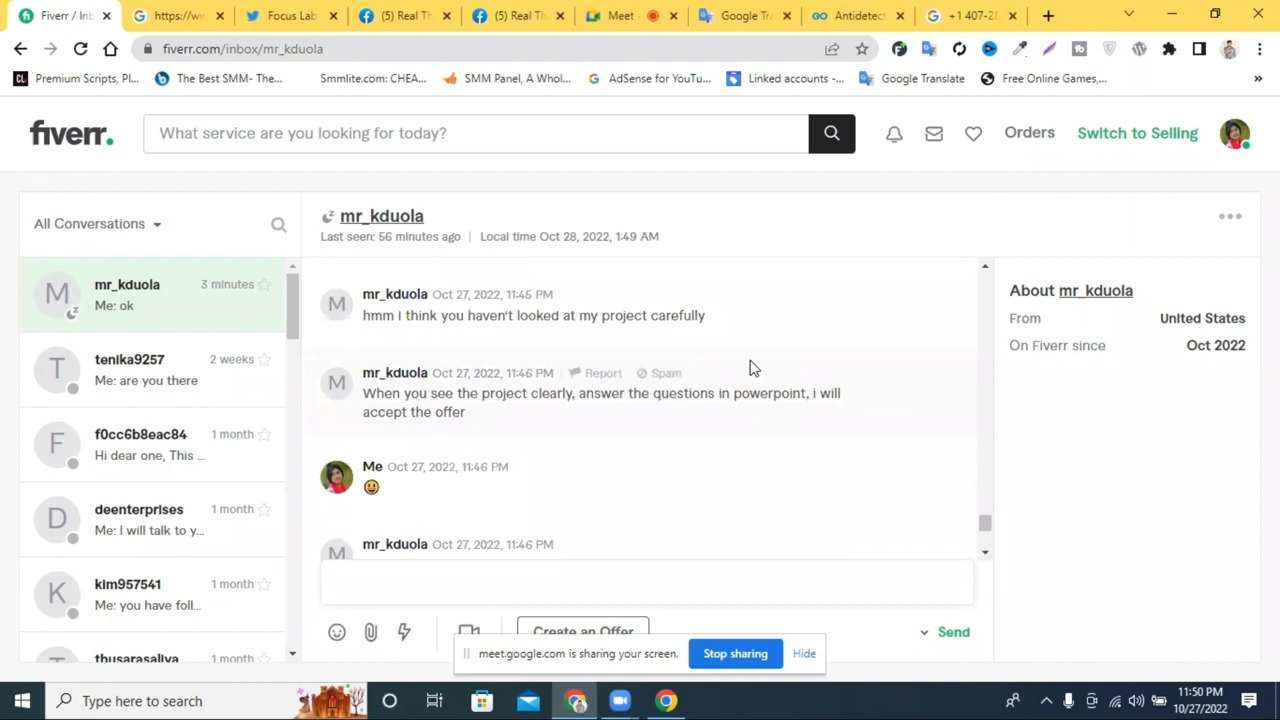 Fiverr / Inb
https://ww
Focus Lab
(5) Real Th
(5) Real Th
Meet -
Google Tra
Antidetect
+1 407-28
fiverr.com/inbox/mr_kduola
Premium Scripts, Pl...
The Best SMM- The...
Smmlite.com: CHEA...
SMM Panel, A Whol...
AdSense for YouTu...
Linked accounts -...
Google Translate
Free Online Games,...
»
fiverr.
What service are you looking for today?
Orders
Switch to Selling
All Conversations
mr_kduola
Last seen: 56 minutes ago | Local time Oct 28, 2022, 1:49 AM
M
mr_kduola
3 minutes
Me: ok
T
tenika9257
2 weeks
Me: are you there
F
f0cc6b8eac84
1 month
Hi dear one, This ...
D
deenterprises
1 month
Me: I will talk to y...
K
kim957541
1 month
Me: you have foll...
thusarasaliya
1 month
M
mr_kduola Oct 27, 2022, 11:45 PM
hmm I think you haven't looked at my project carefully
M
mr_kduola Oct 27, 2022, 11:46 PM Report Spam
When you see the project clearly, answer the questions in powerpoint, i will
accept the offer
Me Oct 27, 2022, 11:46 PM
M
mr_kduola Oct 27, 2022, 11:46 PM
Create an Offer
Send
About mr_kduola
From United States
On Fiverr since Oct 2022
meet.google.com is sharing your screen.
Stop sharing
Hide
Type here to search
11:50 PM
10/27/2022